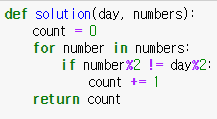 def solution(day, numbers):
    count = 0
    for number in numbers:
        if number%2 != day%2:
            count += 1
    return count